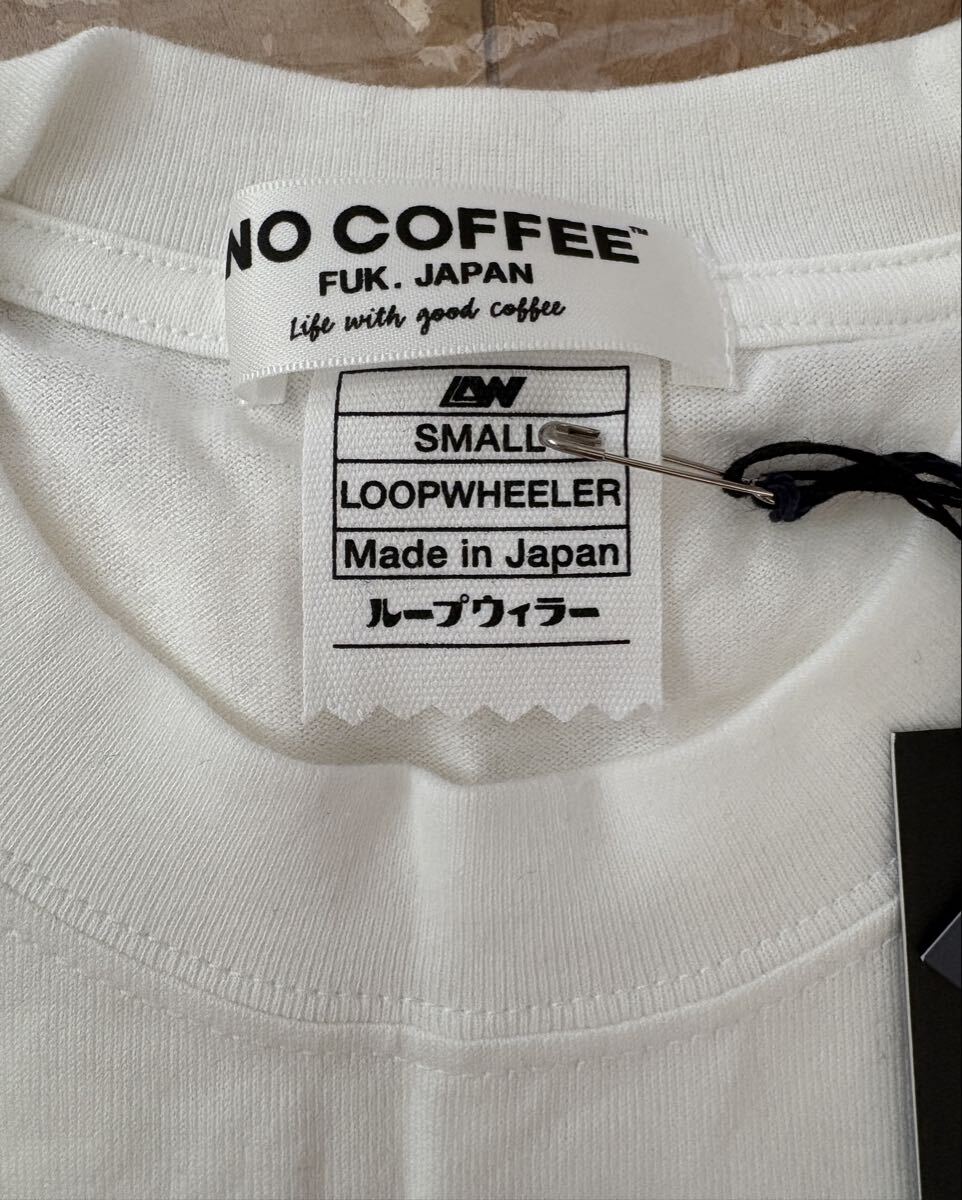 NO COFFEE™
FUK. JAPAN
Life with good coffee
LW
SMALL
LOOPWHEELER
Made in Japan
ループウィラー